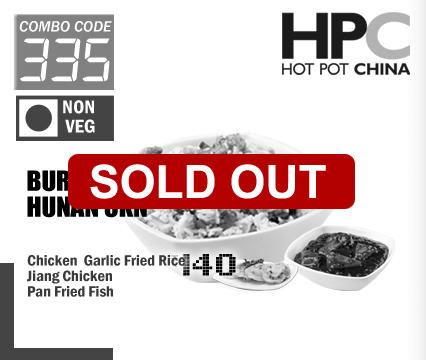 COMBO CODE
335
HPC
HOT POT CHINA
NON
VEG
SOLD OUT
HUNAN
Chicken Garlic Fried Rice
Jiang Chicken
Pan Fried Fish
140